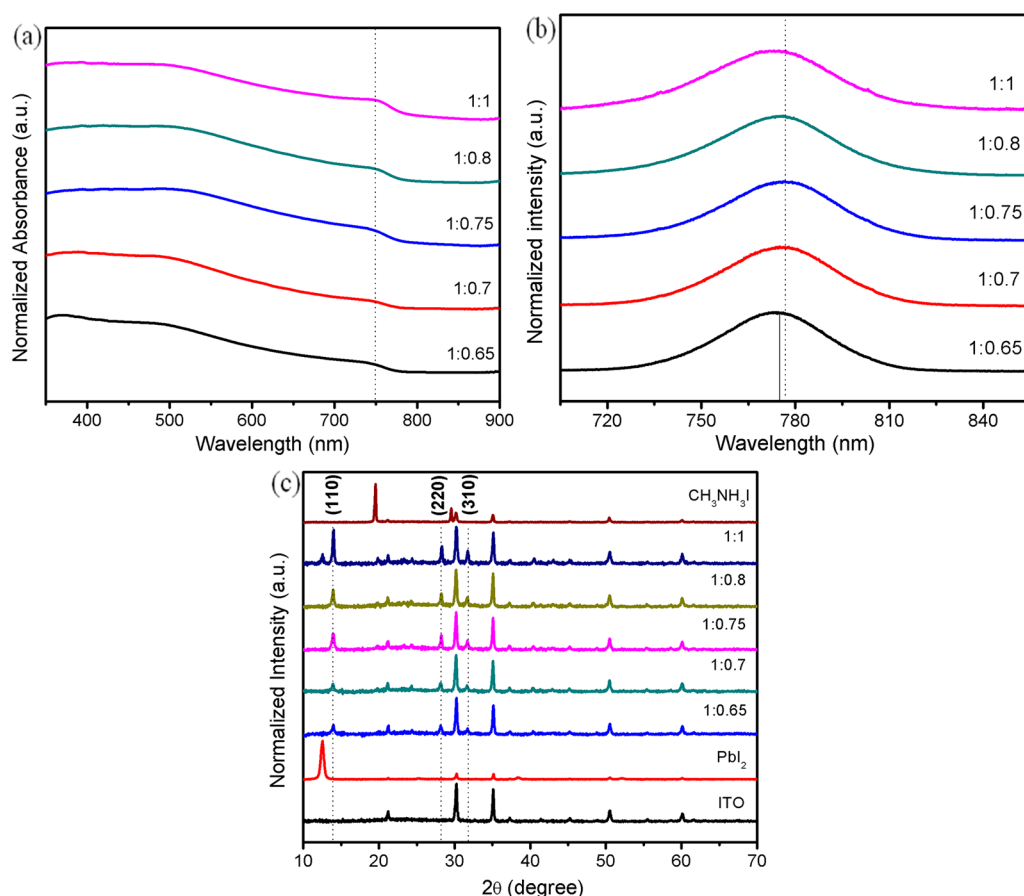 (a)
Normalized Absorbance (a.u.)
1:1
1:0.8
1:0.75
1:0.7
1:0.65
400 500 600 700 800 900
Wavelength (nm)
(b)
Normalized intensity (a.u.)
1:1
1:0.8
1:0.75
1:0.7
1:0.65
720 750 780 810 840
Wavelength (nm)
(c)
Normalized Intensity (a.u.)
(110) (220) (310)
CH₃NH₃I
1:1
1:0.8
1:0.75
1:0.7
1:0.65
PbI₂
ITO
10 20 30 40 50 60 70
2θ (degree)